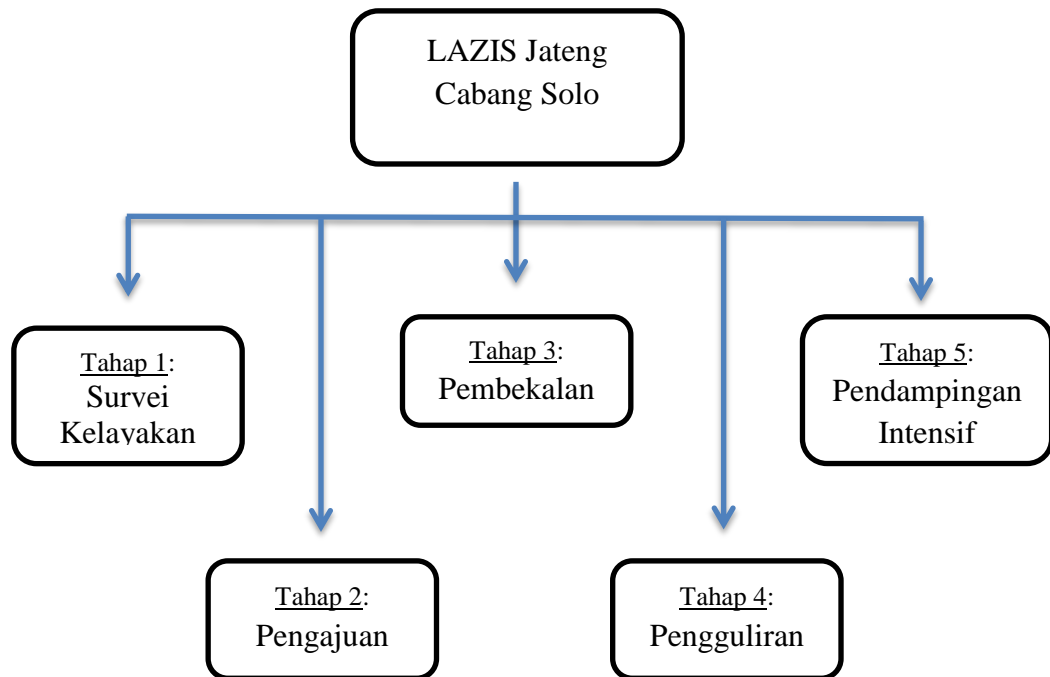 LAZIS Jateng
Cabang Solo
Tahap 1:
Survei
Kelayakan
Tahap 2:
Pengajuan
Tahap 3:
Pembekalan
Tahap 4:
Pengguliran
Tahap 5:
Pendampingan
Intensif